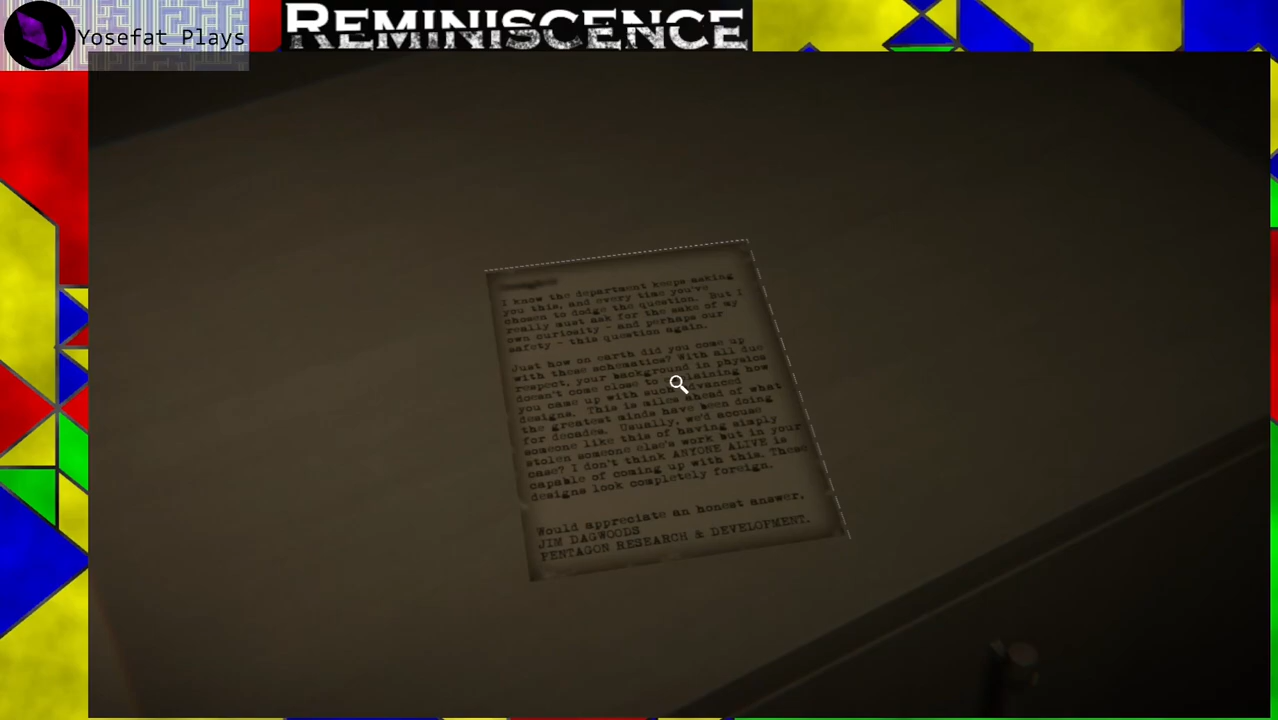 Yosefat Plays
REMINISCENCE
I know the department keeps making
you this, and every time you've
chosen to dodge the question. But I
really must ask for the sake of my
own curiosity - and perhaps our
safety - this question again.
Just how on earth did you come up
with these schematics? With all due
respect, your background in physics
doesn't come close to explaining how
you came up with such advanced
designs. This is miles ahead of what
the greatest minds have been doing
for decades. Usually, we'd accuse
someone like this of having simply
stolen someone else's work but in your
case? I don't think ANYONE ALIVE is
capable of coming up with this. These
designs look completely foreign.
Would appreciate an honest answer,
JIM DAGWOODS
PENTAGON RESEARCH & DEVELOPMENT.